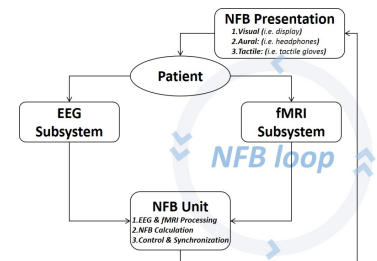 NFB Presentation
1.Visual (i.e. display)
2.Aural: (i.e. headphones)
3.Tactile: (i.e. tactile gloves)
Patient
EEG
Subsystem
fMRI
Subsystem
NFB loop
NFB Unit
1.EEG & fMRI Processing
2.NFB Calculation
3.Control & Synchronization